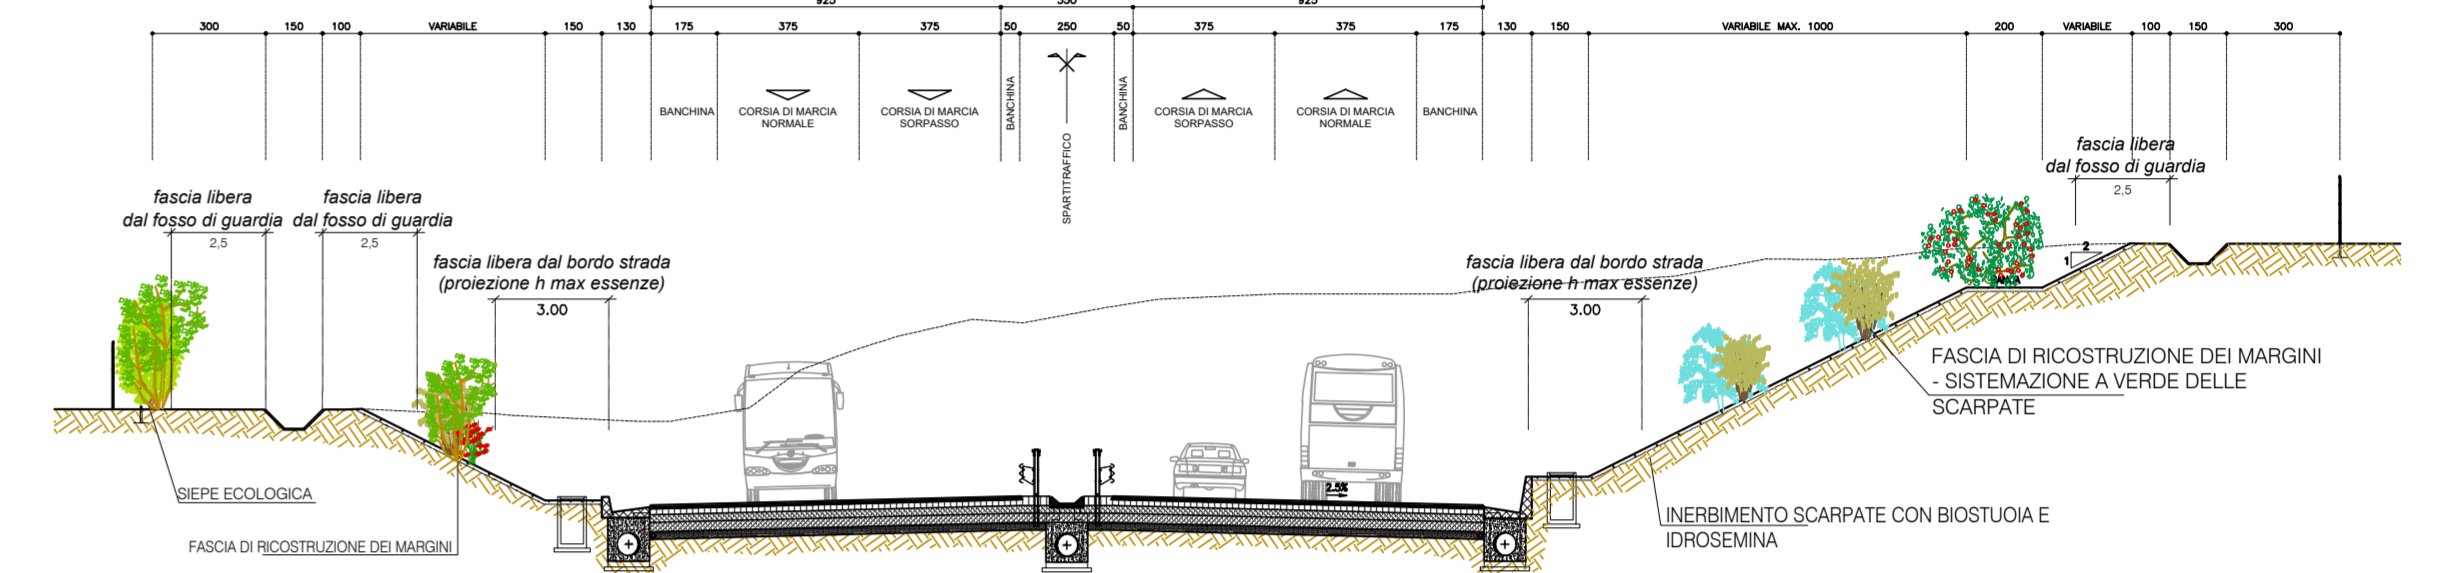 925 350 925
300 150 100 VARIABILE 150 130 175 375 375 50 250 50 375 375 175 130 150 VARIABILE MAX. 1000 200 VARIABILE 100 150 300
BANCHINA
CORSIA DI MARCIA
NORMALE
CORSIA DI MARCIA
SORPASSO
BANCHINA
SPARTITRAFFICO
BANCHINA
CORSIA DI MARCIA
SORPASSO
CORSIA DI MARCIA
NORMALE
BANCHINA
fascia libera
dal fosso di guardia
2,5
fascia libera
dal fosso di guardia
2,5
fascia libera dal bordo strada
(proiezione h max essenze)
3.00
fascia libera dal bordo strada
(proiezione h max essenze)
3.00
fascia libera
dal fosso di guardia
2,5
2
1
FASCIA DI RICOSTRUZIONE DEI MARGINI
- SISTEMAZIONE A VERDE DELLE
SCARPATE
SIEPE ECOLOGICA
FASCIA DI RICOSTRUZIONE DEI MARGINI
2.5%
INERBIMENTO SCARPATE CON BIOSTUOIA E
IDROSEMINA